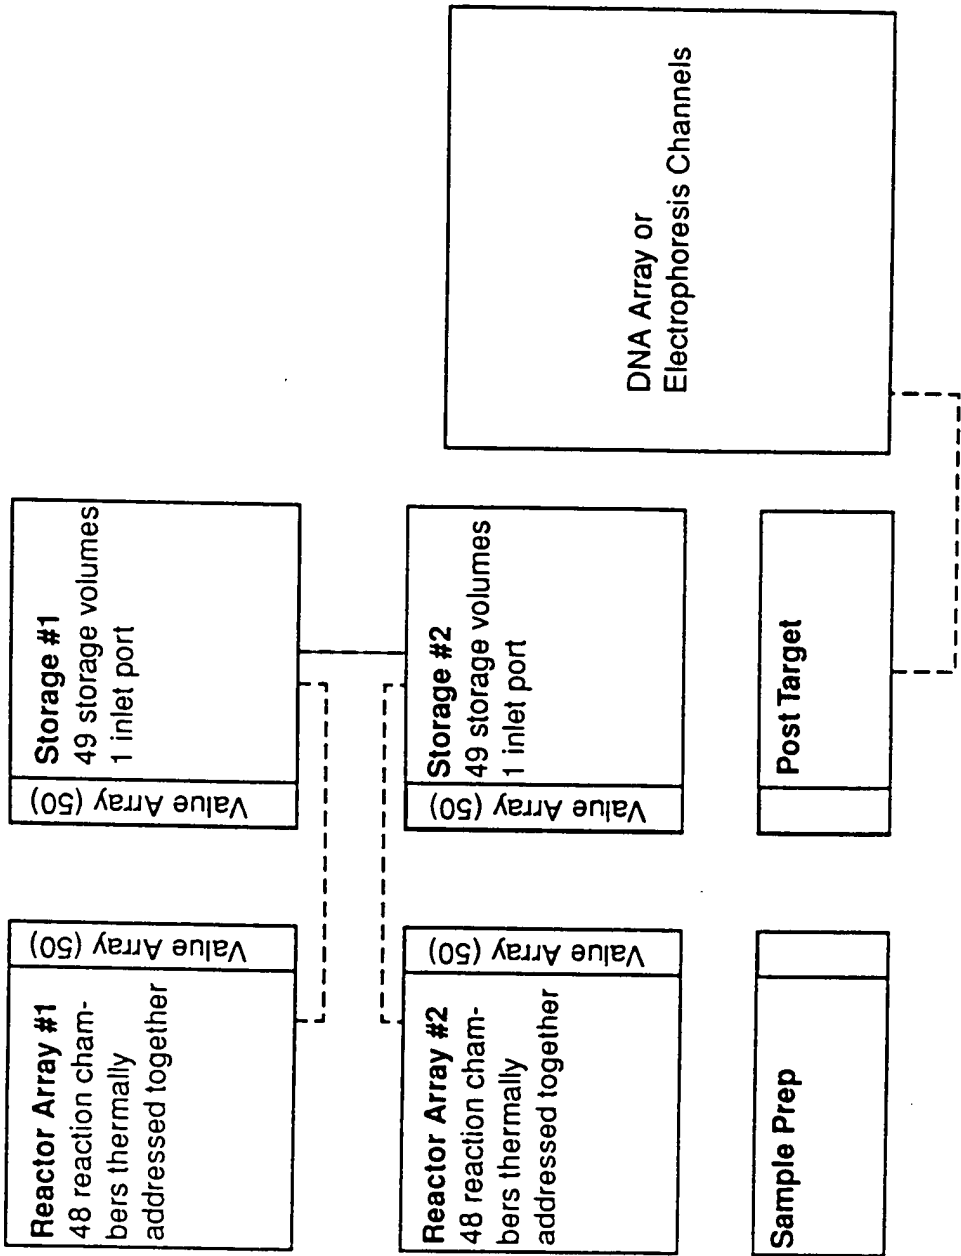 Reactor Array #1
48 reaction cham-
bers thermally
addressed together
Value Array (50)
Value Array (50)
Storage #1
49 storage volumes
1 inlet port
Reactor Array #2
48 reaction cham-
bers thermally
addressed together
Value Array (50)
Value Array (50)
Storage #2
49 storage volumes
1 inlet port
Sample Prep
Post Target
DNA Array or
Electrophoresis Channels